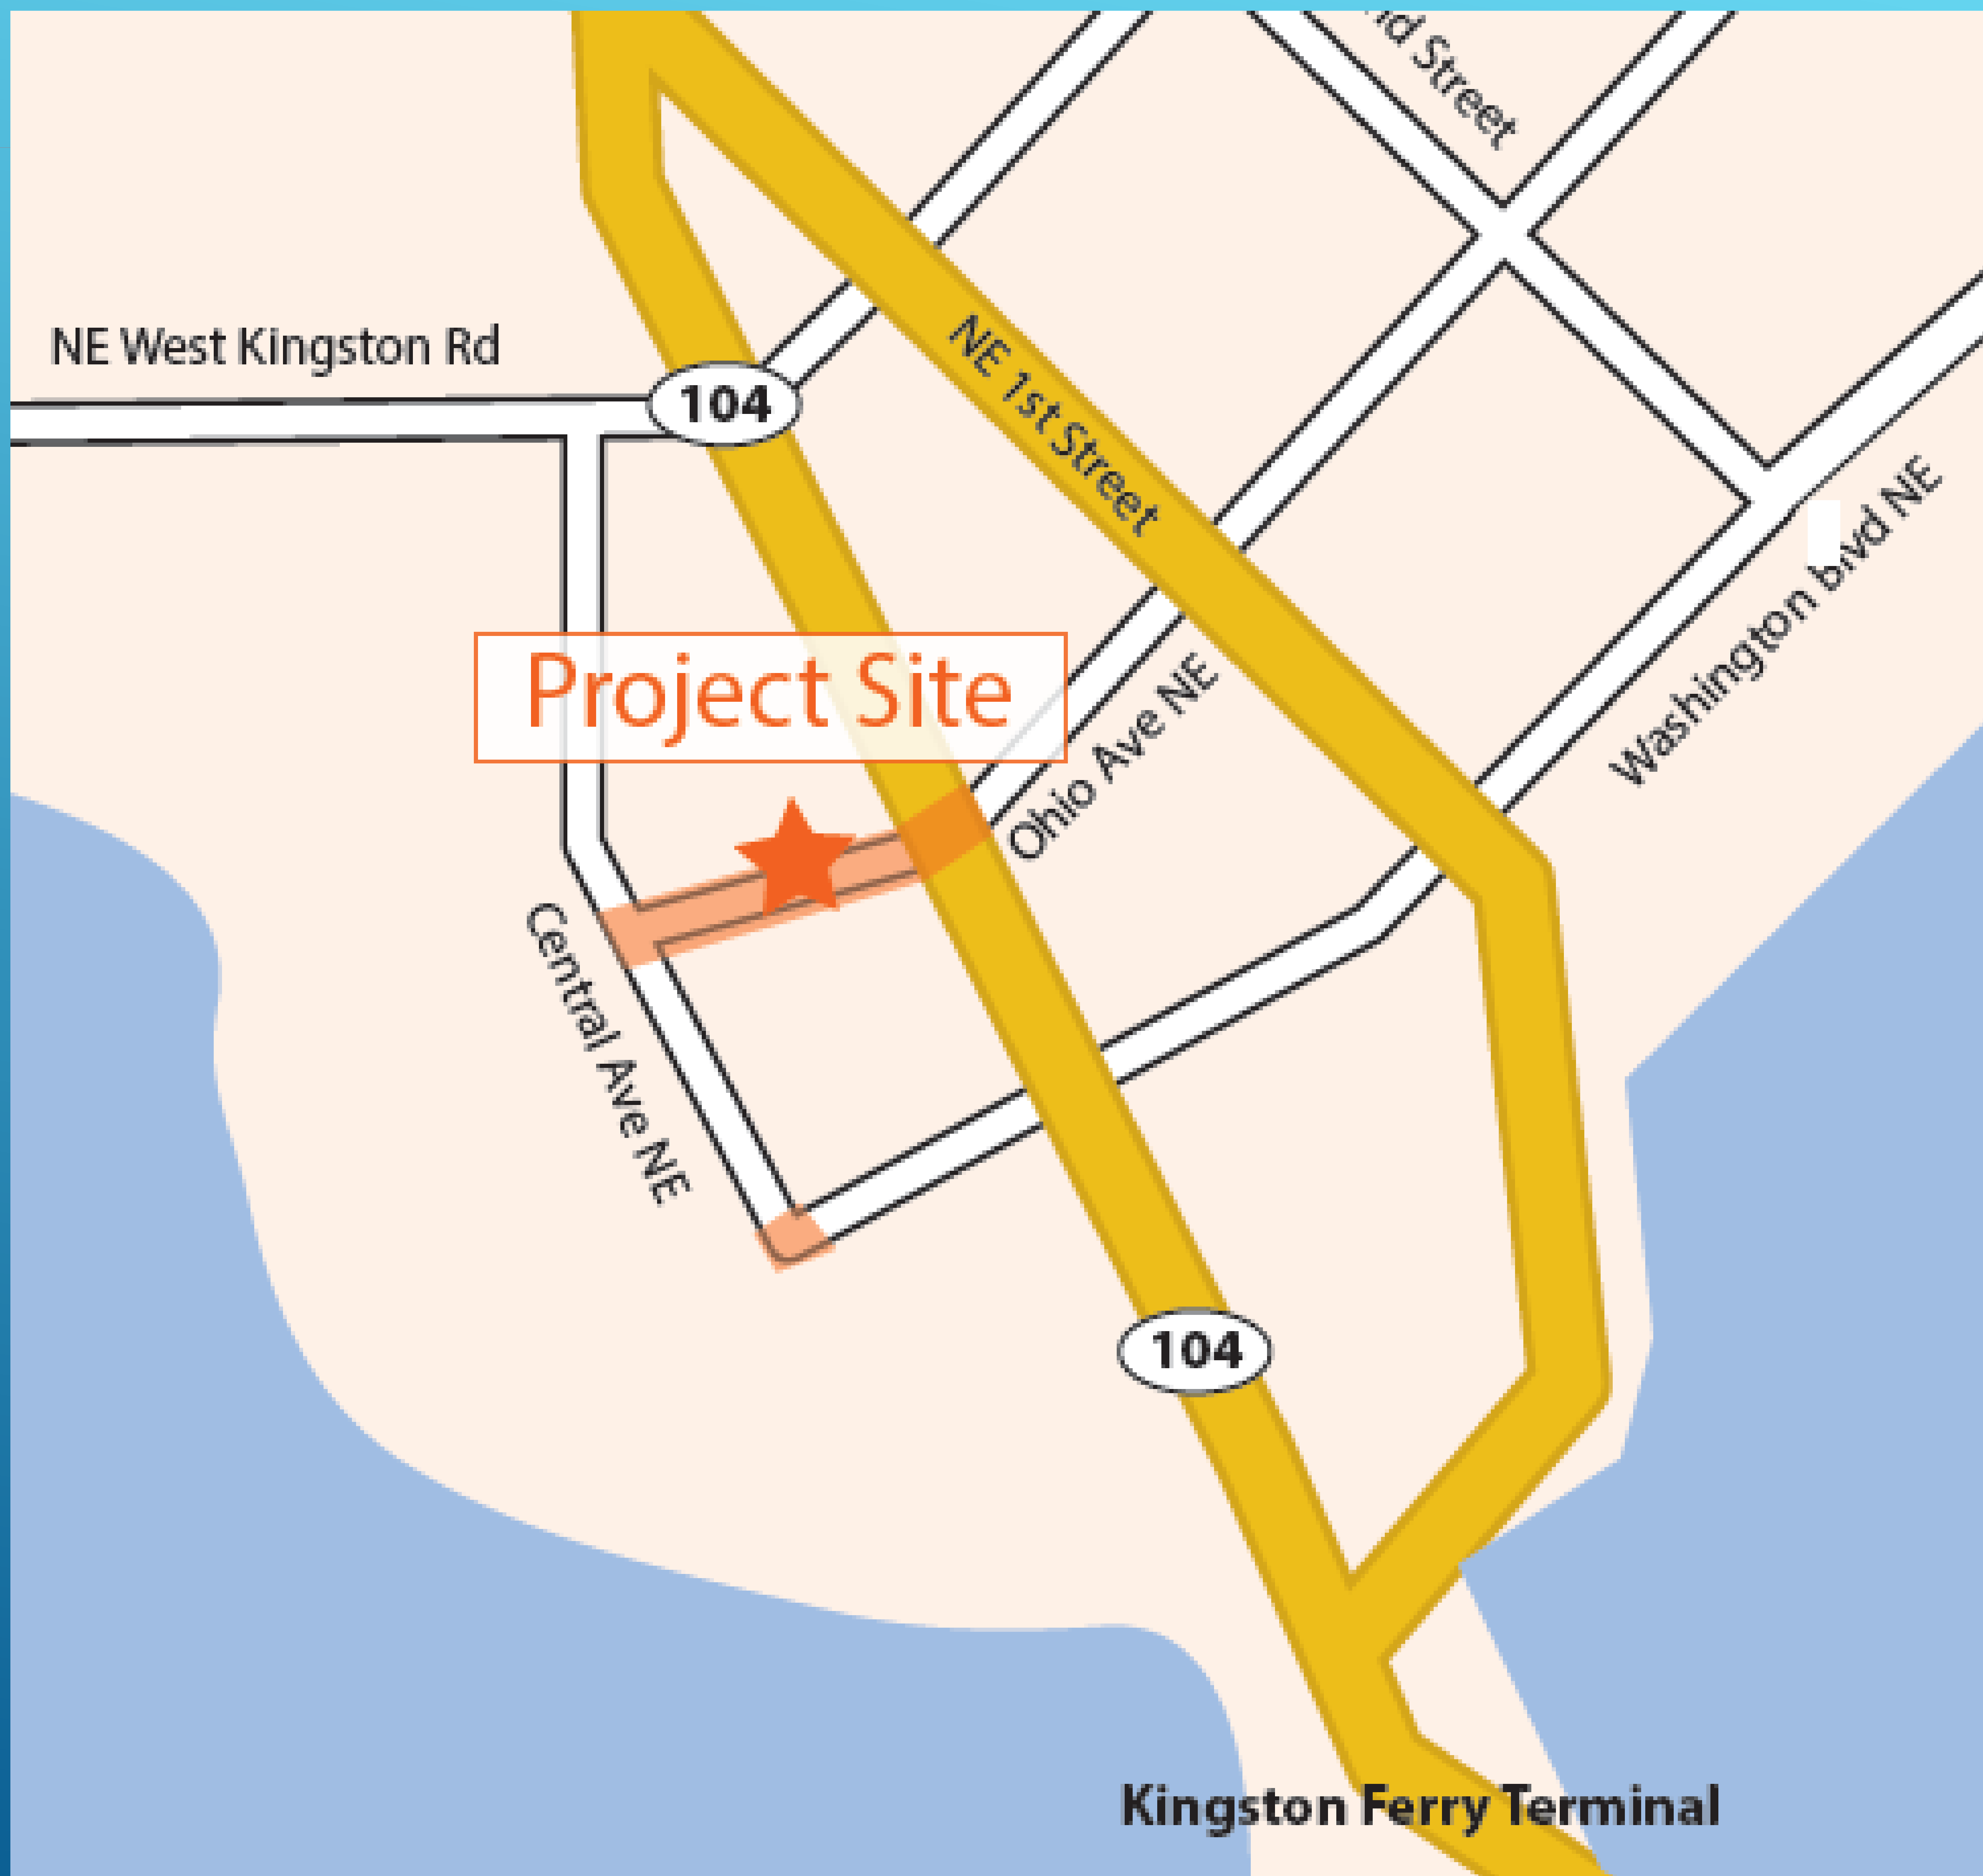 Street
NE West Kingston Rd
104
NE 1st Street
Washington Blvd NE
Project Site
Ohio Ave NE
Central Ave NE
104
Kingston Ferry Terminal